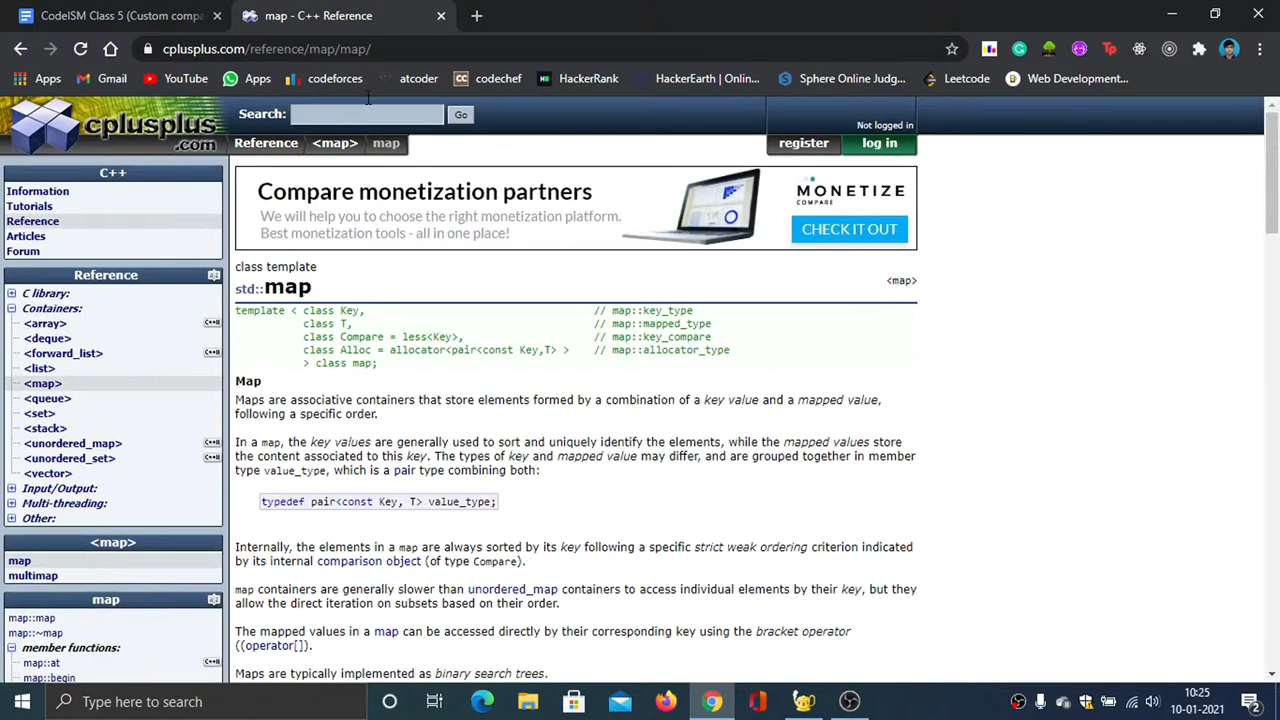 CodeISM Class 5 (Custom compa
map - C++ Reference
cplusplus.com/reference/map/map/
Apps
Gmail
YouTube
Apps
codeforces
atcoder
codechef
HackerRank
HackerEarth | Onlin...
Sphere Online Judg...
Leetcode
Web Development...
cplusplus
.com
Search:
Go
Not logged in
Reference
<map>
map
register
log in
C++
Information
Tutorials
Reference
Articles
Forum
Reference
C library:
Containers:
<array>
<deque>
<forward_list>
<list>
<map>
<queue>
<set>
<stack>
<unordered_map>
<unordered_set>
<vector>
Input/Output:
Multi-threading:
Other:
<map>
map
multimap
map
map::map
map::~map
member functions:
map::at
map::begin
Compare monetization partners
We will help you to choose the right monetization platform.
Best monetization tools - all in one place!
MONETIZE
COMPARE
CHECK IT OUT
class template
std::map
<map>
template < class Key, // map::key_type
class T, // map::mapped_type
class Compare = less<Key>, // map::key_compare
class Alloc = allocator<pair<const Key,T> > // map::allocator_type
> class map;
Map
Maps are associative containers that store elements formed by a combination of a key value and a mapped value,
following a specific order.
In a map, the key values are generally used to sort and uniquely identify the elements, while the mapped values store
the content associated to this key. The types of key and mapped value may differ, and are grouped together in member
type value_type, which is a pair type combining both:
typedef pair<const Key, T> value_type;
Internally, the elements in a map are always sorted by its key following a specific strict weak ordering criterion indicated
by its internal comparison object (of type Compare).
map containers are generally slower than unordered_map containers to access individual elements by their key, but they
allow the direct iteration on subsets based on their order.
The mapped values in a map can be accessed directly by their corresponding key using the bracket operator
((operator[]).
Maps are typically implemented as binary search trees.
Type here to search
10:25
10-01-2021
2